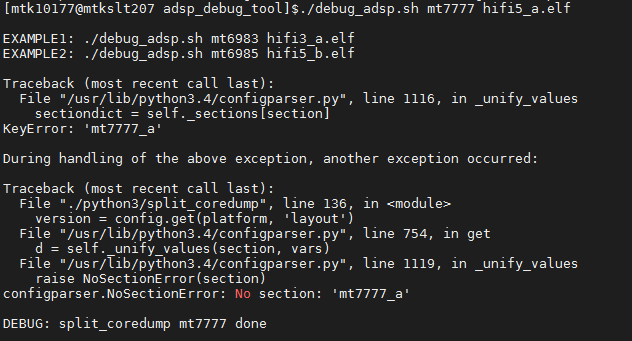 [mtk10177@mtkslt207 adsp_debug_tool]$./debug_adsp.sh mt7777 hifi5_a.elf
EXAMPLE1: ./debug_adsp.sh mt6983 hifi3_a.elf
EXAMPLE2: ./debug_adsp.sh mt6985 hifi5_b.elf
Traceback (most recent call last):
File "/usr/lib/python3.4/configparser.py", line 1116, in _unify_values
sectiondict = self._sections[section]
KeyError: 'mt7777_a'
During handling of the above exception, another exception occurred:
Traceback (most recent call last):
File "./python3/split_coredump", line 136, in <module>
version = config.get(platform, 'layout')
File "/usr/lib/python3.4/configparser.py", line 754, in get
d = self._unify_values(section, vars)
File "/usr/lib/python3.4/configparser.py", line 1119, in _unify_values
raise NoSectionError(section)
configparser.NoSectionError: No section: 'mt7777_a'
DEBUG: split_coredump mt7777 done